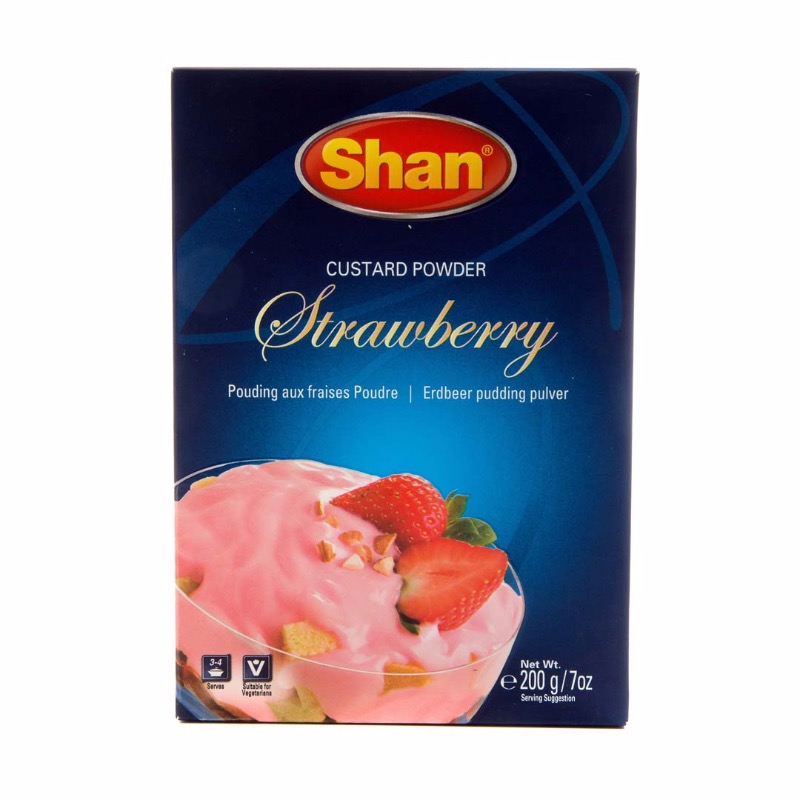 Shan®
CUSTARD POWDER
Strawberry
Pouding aux fraises Poudre | Erdbeer pudding pulver
3-4
Serves
V
Suitable for
Vegetarians
Net Wt.
℮ 200 g/7oz
Serving Suggestion